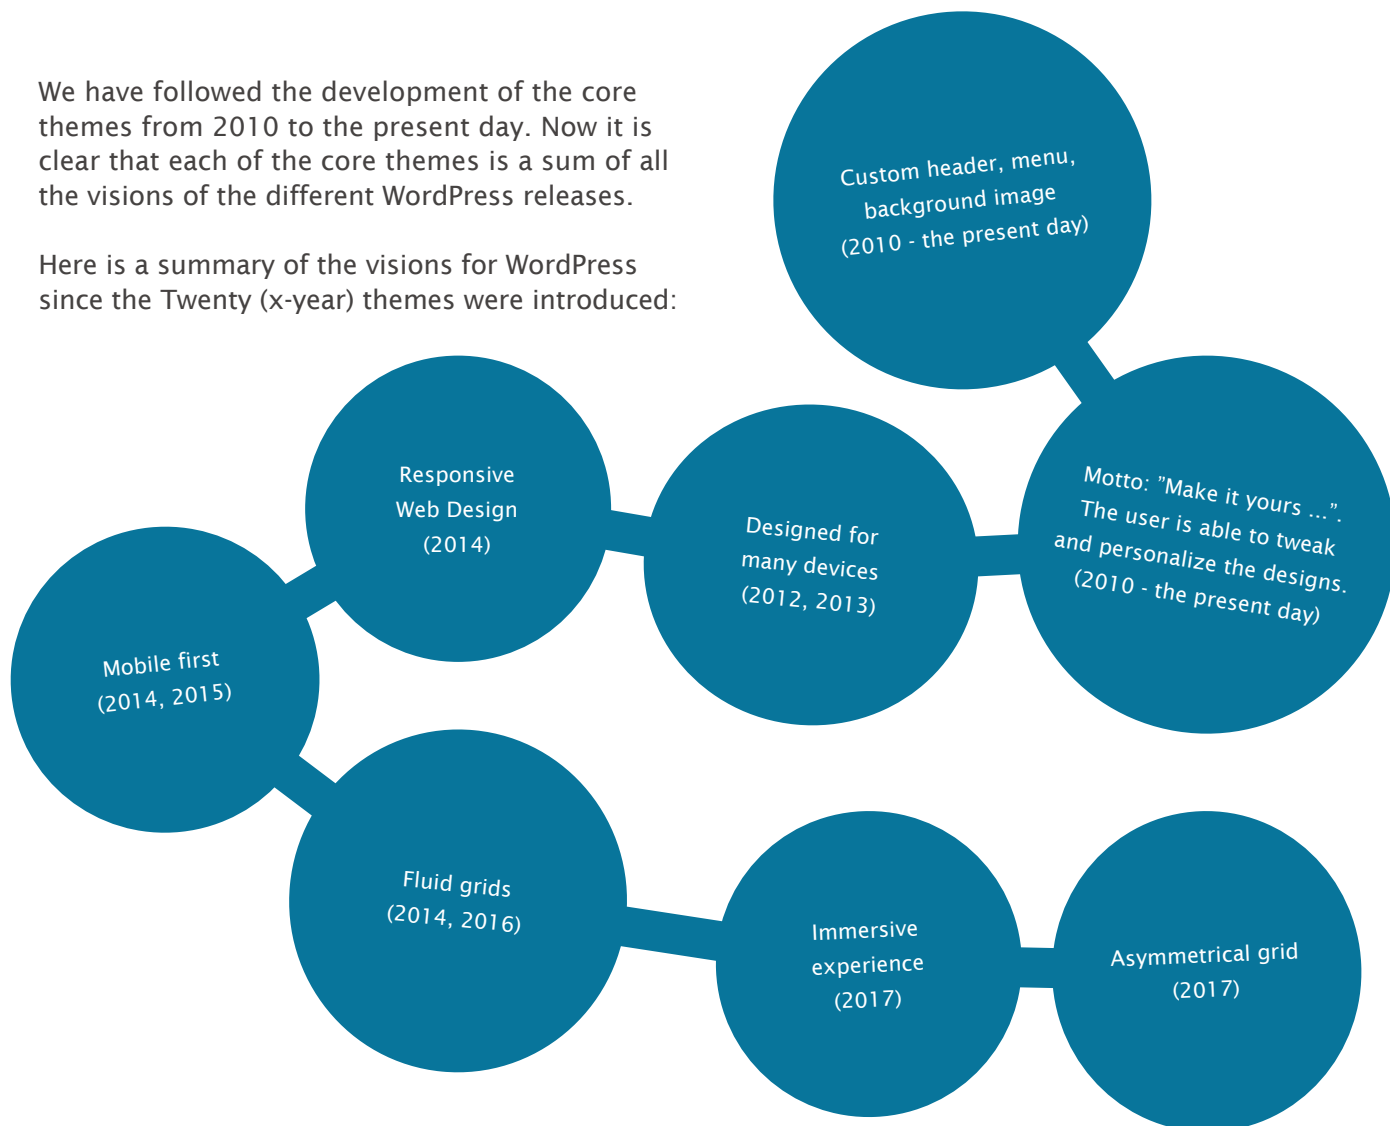 We have followed the development of the core
themes from 2010 to the present day. Now it is
clear that each of the core themes is a sum of all
the visions of the different WordPress releases.
Here is a summary of the visions for WordPress
since the Twenty (x-year) themes were introduced:
Custom header, menu,
background image
(2010 - the present day)
Motto: ”Make it yours ...”.
The user is able to tweak
and personalize the designs.
(2010 - the present day)
Designed for
many devices
(2012, 2013)
Responsive
Web Design
(2014)
Mobile first
(2014, 2015)
Fluid grids
(2014, 2016)
Immersive
experience
(2017)
Asymmetrical grid
(2017)